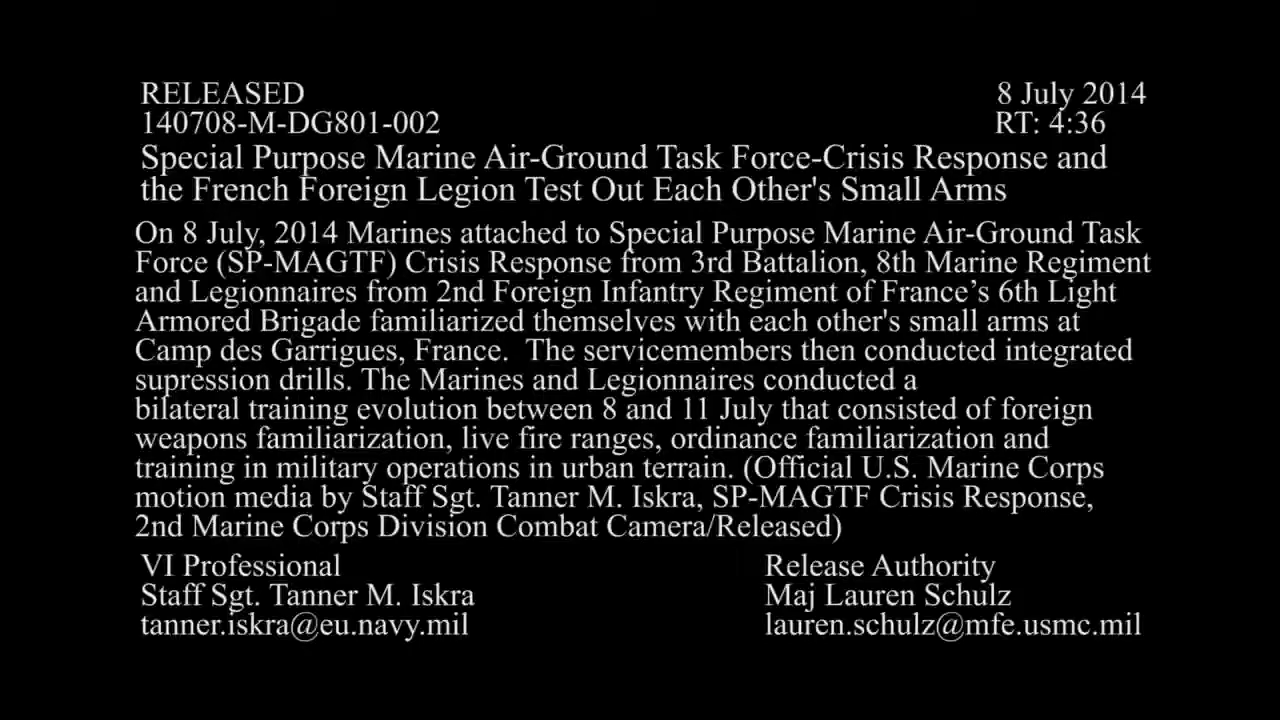 RELEASED 8 July 2014
140708-M-DG801-002 RT: 4:36
Special Purpose Marine Air-Ground Task Force-Crisis Response and
the French Foreign Legion Test Out Each Other's Small Arms
On 8 July, 2014 Marines attached to Special Purpose Marine Air-Ground Task
Force (SP-MAGTF) Crisis Response from 3rd Battalion, 8th Marine Regiment
and Legionnaires from 2nd Foreign Infantry Regiment of France’s 6th Light
Armored Brigade familiarized themselves with each other's small arms at
Camp des Garrigues, France.  The servicemembers then conducted integrated
supression drills. The Marines and Legionnaires conducted a
bilateral training evolution between 8 and 11 July that consisted of foreign
weapons familiarization, live fire ranges, ordinance familiarization and
training in military operations in urban terrain. (Official U.S. Marine Corps
motion media by Staff Sgt. Tanner M. Iskra, SP-MAGTF Crisis Response,
2nd Marine Corps Division Combat Camera/Released)
VI Professional Release Authority
Staff Sgt. Tanner M. Iskra Maj Lauren Schulz
tanner.iskra@eu.navy.mil lauren.schulz@mfe.usmc.mil